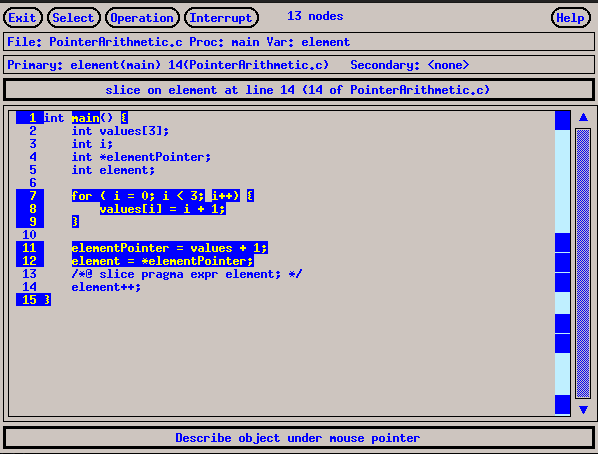 Exit Select Operation Interrupt 13 nodes Help
File: PointerArithmetic.c Proc: main Var: element
Primary: element(main) 14(PointerArithmetic.c) Secondary: <none>
slice on element at line 14 (14 of PointerArithmetic.c)
1 int main() {
2 int values[3];
3 int i;
4 int *elementPointer;
5 int element;
6
7 for ( i = 0; i < 3; i++) {
8 values[i] = i + 1;
9 }
10
11 elementPointer = values + 1;
12 element = *elementPointer;
13 /*@ slice pragma expr element; */
14 element++;
15 }
Describe object under mouse pointer